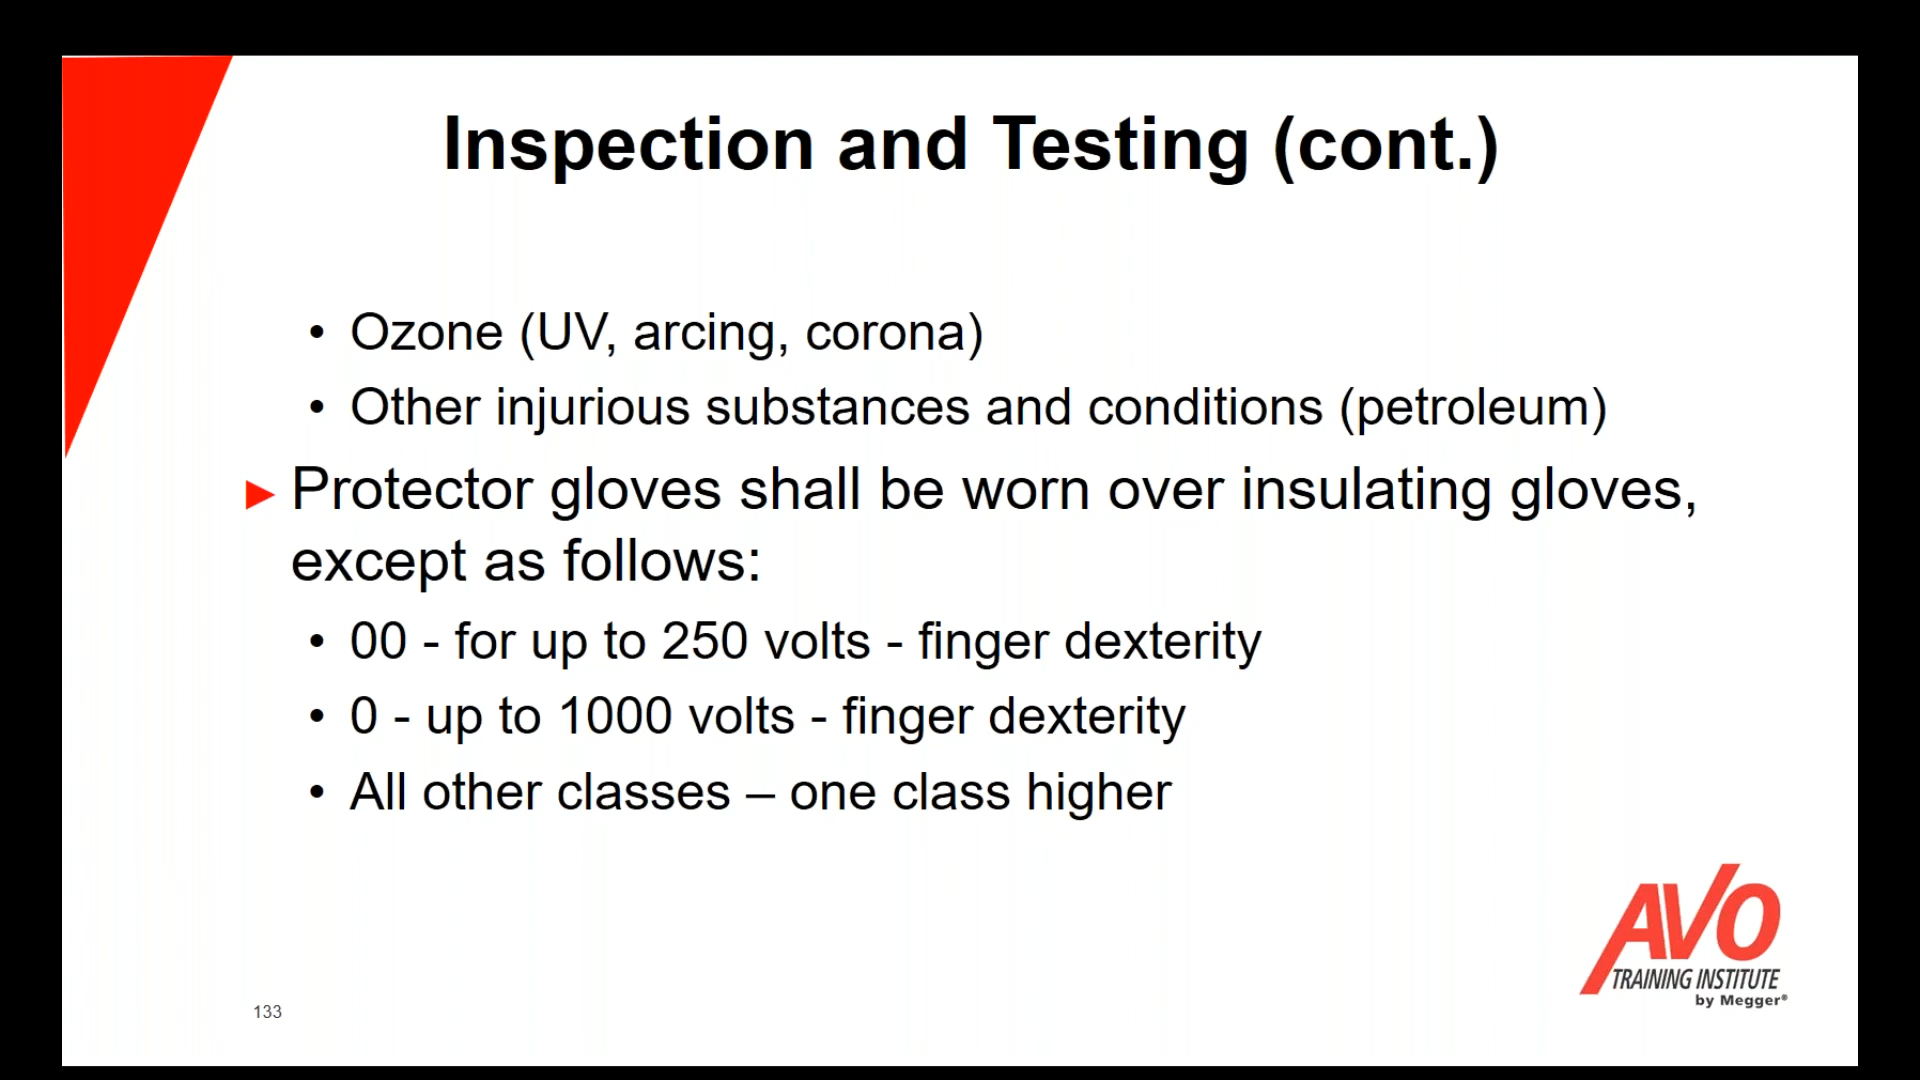 Inspection and Testing (cont.)
• Ozone (UV, arcing, corona)
• Other injurious substances and conditions (petroleum)
► Protector gloves shall be worn over insulating gloves,
except as follows:
• 00 - for up to 250 volts - finger dexterity
• 0 - up to 1000 volts - finger dexterity
• All other classes – one class higher
AVO
TRAINING INSTITUTE
by Megger®
133